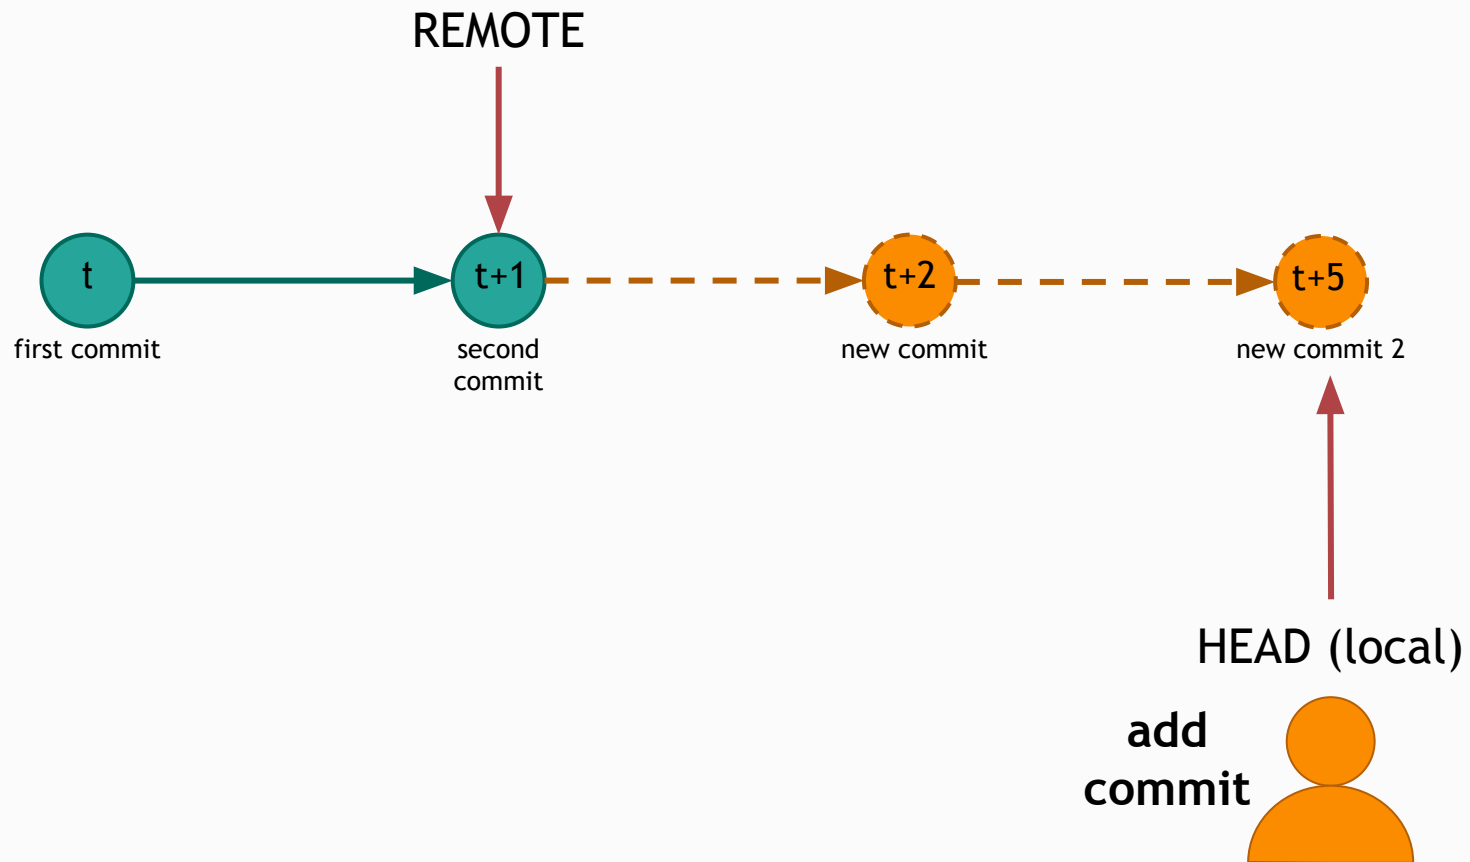 REMOTE
t
t+1
t+2
t+5
first commit
second
commit
new commit
new commit 2
HEAD (local)
add
commit